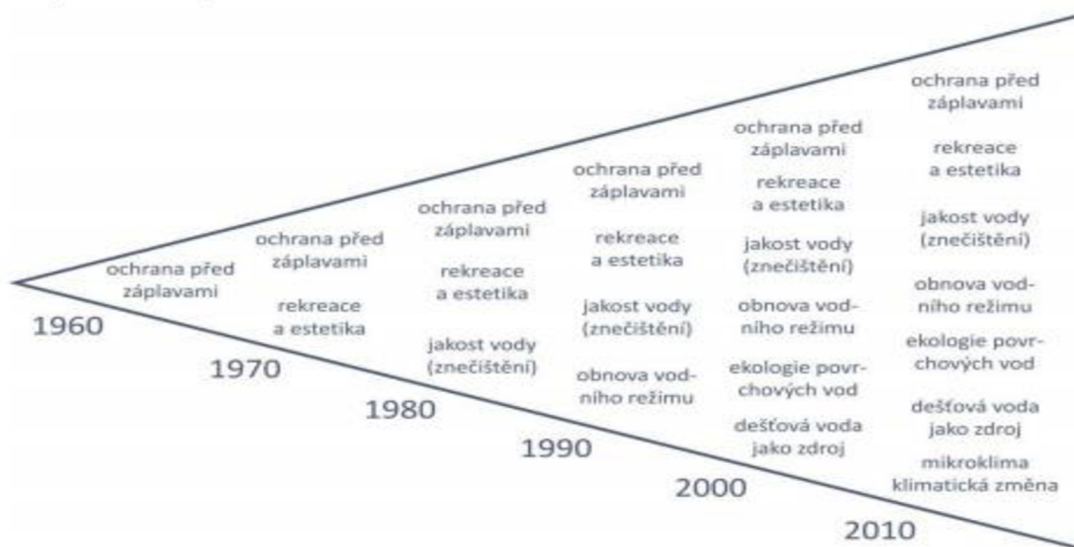 ochrana před
záplavami
1960
ochrana před
záplavami
rekreace
a estetika
1970
ochrana před
záplavami
rekreace
a estetika
jakost vody
(znečištění)
1980
ochrana před
záplavami
rekreace
a estetika
jakost vody
(znečištění)
obnova vod-
ního režimu
1990
ochrana před
záplavami
rekreace
a estetika
jakost vody
(znečištění)
obnova vod-
ního režimu
ekologie povr-
chových vod
dešťová voda
jako zdroj
2000
ochrana před
záplavami
rekreace
a estetika
jakost vody
(znečištění)
obnova vod-
ního režimu
ekologie povr-
chových vod
dešťová voda
jako zdroj
mikroklima
klimatická změna
2010